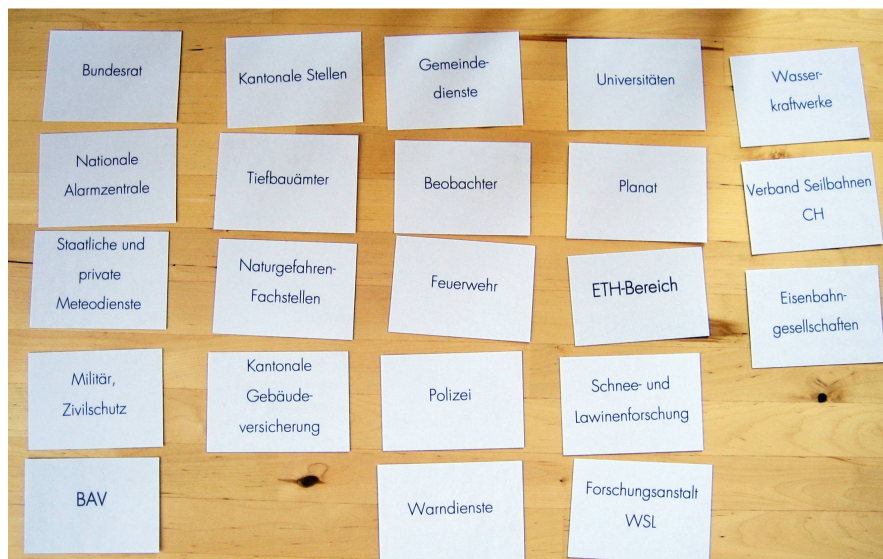 Bundesrat
Nationale
Alarmzentrale
Staatliche und
private
Meteodienste
Militär,
Zivilschutz
BAV
Kantonale Stellen
Tiefbauämter
Naturgefahren-
Fachstellen
Kantonale
Gebäude-
versicherung
Gemeinde-
dienste
Beobachter
Feuerwehr
Polizei
Warndienste
Universitäten
Planat
ETH-Bereich
Schnee- und
Lawinenforschung
Forschungsanstalt
WSL
Wasser-
kraftwerke
Verband Seilbahnen
CH
Eisenbahn-
gesellschaften